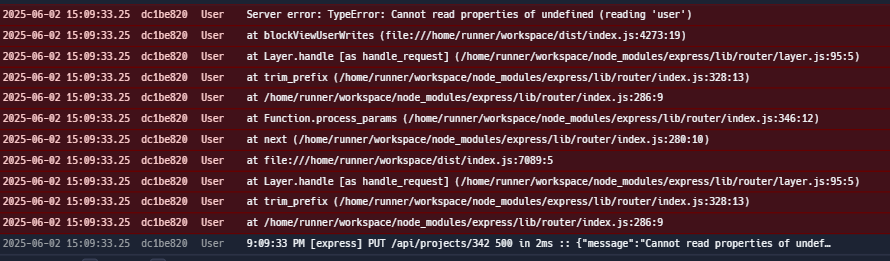 2025-06-02 15:09:33.25 dc1be820 User Server error: TypeError: Cannot read properties of undefined (reading 'user')
2025-06-02 15:09:33.25 dc1be820 User at blockViewUserWrites (file:///home/runner/workspace/dist/index.js:4273:19)
2025-06-02 15:09:33.25 dc1be820 User at Layer.handle [as handle_request] (/home/runner/workspace/node_modules/express/lib/router/layer.js:95:5)
2025-06-02 15:09:33.25 dc1be820 User at trim_prefix (/home/runner/workspace/node_modules/express/lib/router/index.js:328:13)
2025-06-02 15:09:33.25 dc1be820 User at /home/runner/workspace/node_modules/express/lib/router/index.js:286:9
2025-06-02 15:09:33.25 dc1be820 User at Function.process_params (/home/runner/workspace/node_modules/express/lib/router/index.js:346:12)
2025-06-02 15:09:33.25 dc1be820 User at next (/home/runner/workspace/node_modules/express/lib/router/index.js:280:10)
2025-06-02 15:09:33.25 dc1be820 User at file:///home/runner/workspace/dist/index.js:7089:5
2025-06-02 15:09:33.25 dc1be820 User at Layer.handle [as handle_request] (/home/runner/workspace/node_modules/express/lib/router/layer.js:95:5)
2025-06-02 15:09:33.25 dc1be820 User at trim_prefix (/home/runner/workspace/node_modules/express/lib/router/index.js:328:13)
2025-06-02 15:09:33.25 dc1be820 User at /home/runner/workspace/node_modules/express/lib/router/index.js:286:9
2025-06-02 15:09:33.25 dc1be820 User 9:09:33 PM [express] PUT /api/projects/342 500 in 2ms :: {"message":"Cannot read properties of undef…